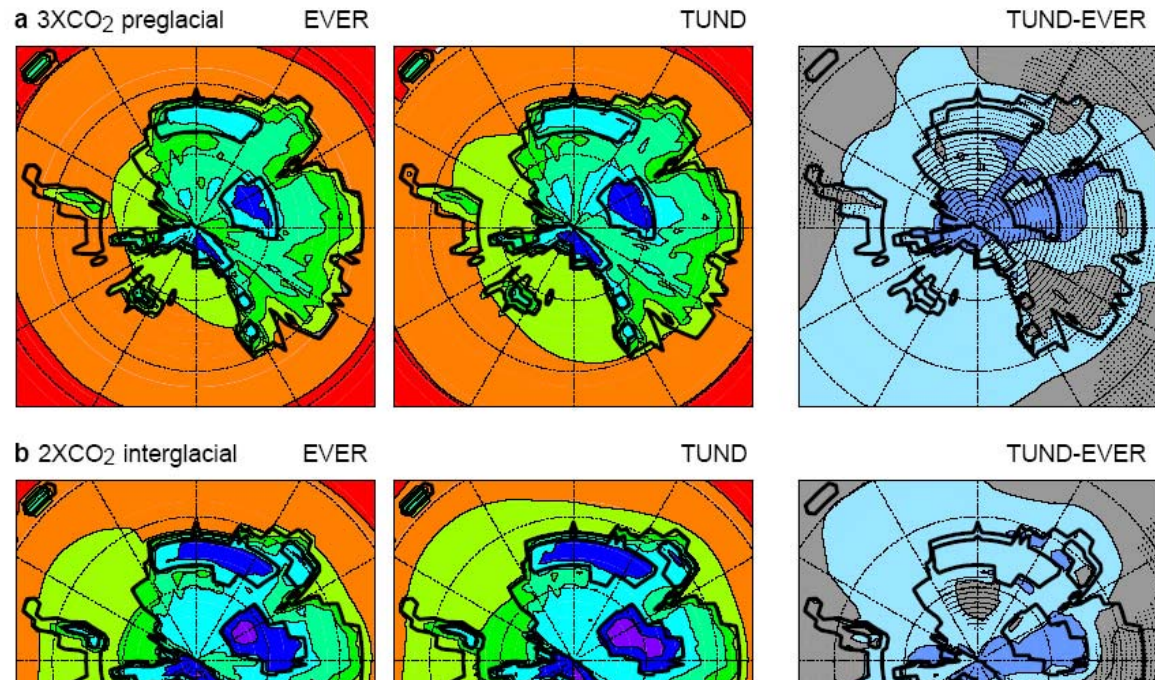 a 3XCO2 preglacial EVER TUND TUND-EVER
b 2XCO2 interglacial EVER TUND TUND-EVER